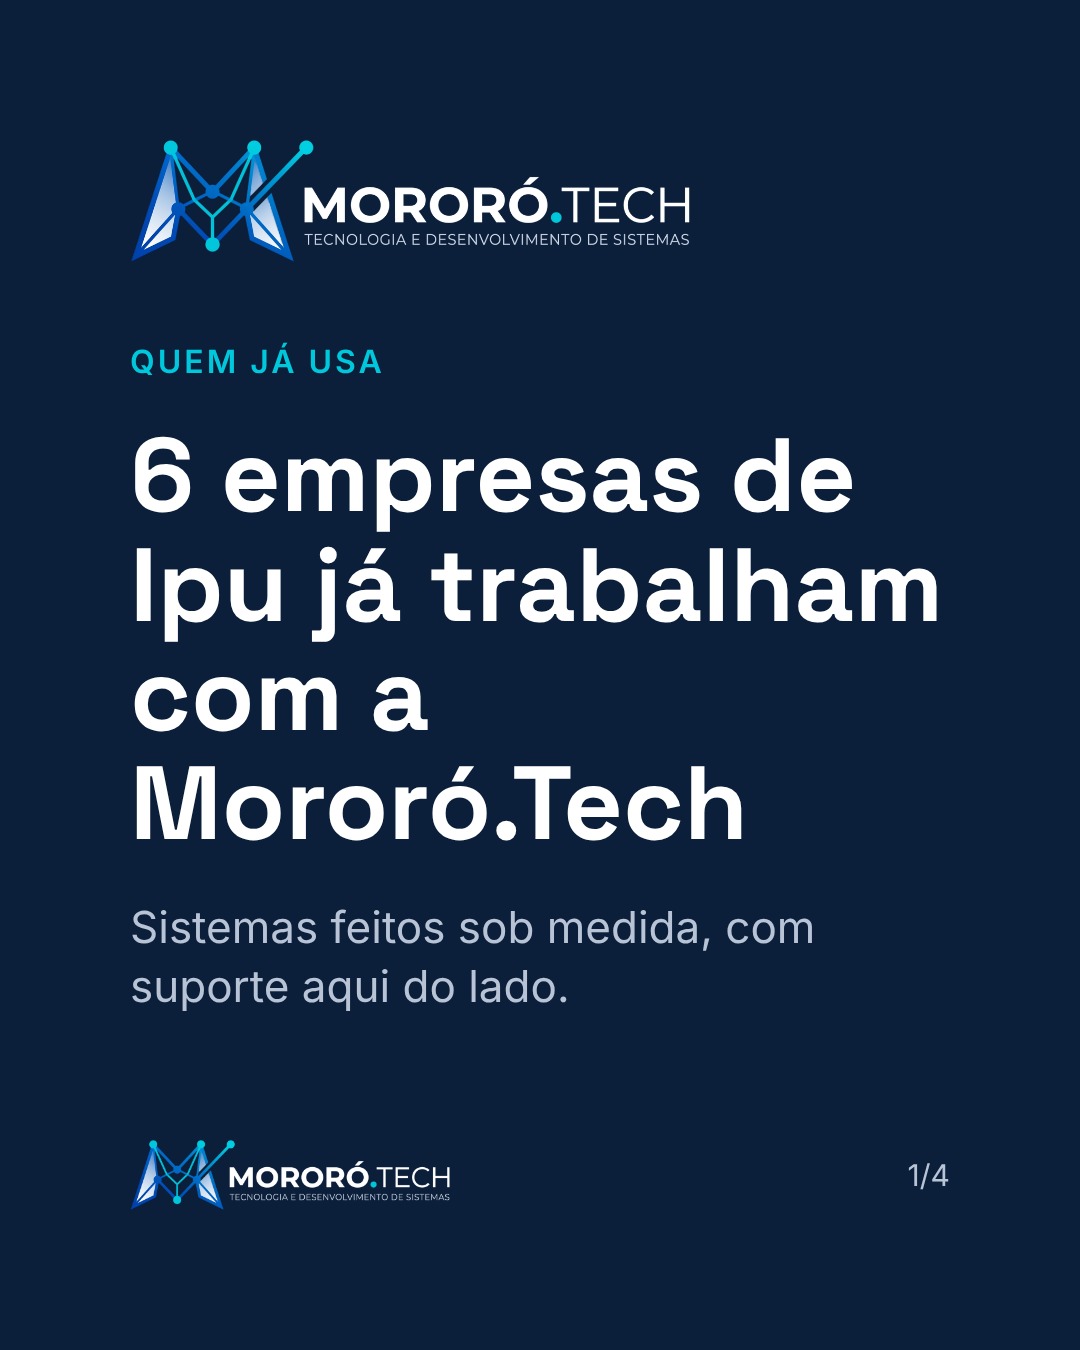 MORORÓ.TECH
TECNOLOGIA E DESENVOLVIMENTO DE SISTEMAS
QUEM JÁ USA
6 empresas de
Ipu já trabalham
com a
Mororó.Tech
Sistemas feitos sob medida, com
suporte aqui do lado.
MORORÓ.TECH
TECNOLOGIA E DESENVOLVIMENTO DE SISTEMAS
1/4